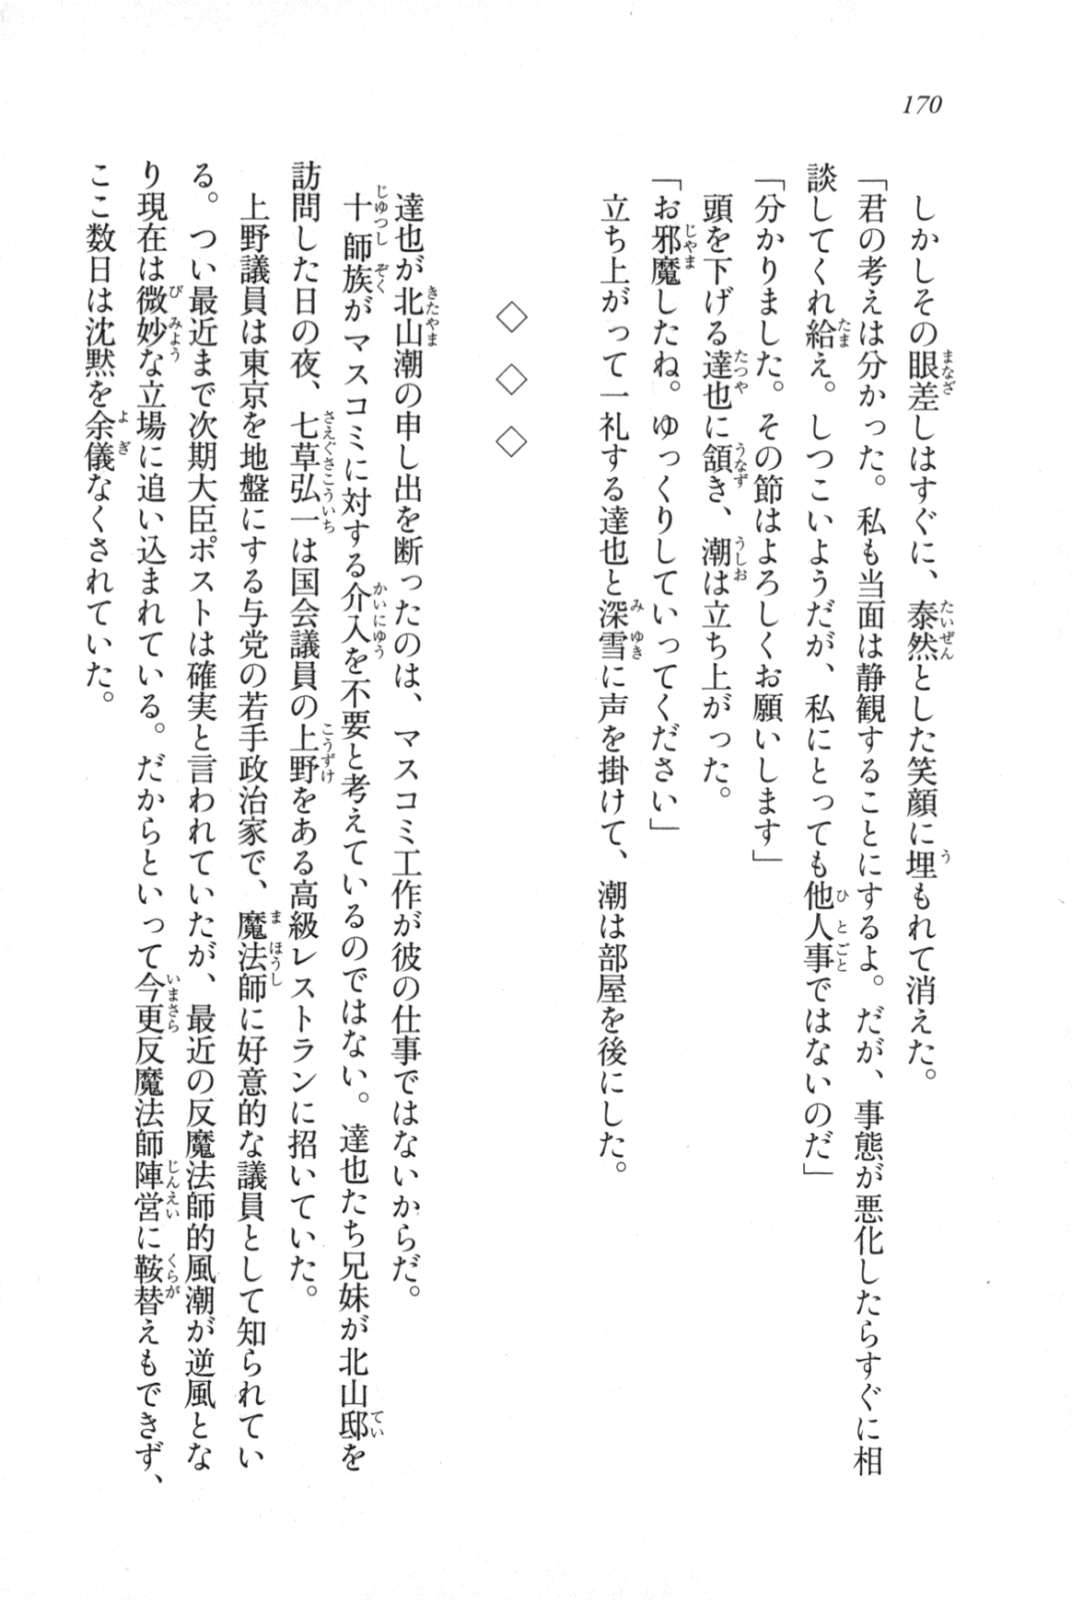 170
しかしその眼差しはすぐに、泰然とした笑顔に埋もれて消えた。
「君の考えは分かった。私も当面は静観することにするよ。だが、事態が悪化したらすぐに相
談してくれ給え。しつこいようだが、私にとっても他人事ではないのだ」
「分かりました。その節はよろしくお願いします」
頭を下げる達也に頷き、潮は立ち上がった。
「お邪魔したね。ゆっくりしていってください」
立ち上がって一礼する達也と深雪に声を掛けて、潮は部屋を後にした。
◇ ◇ ◇
達也が北山潮の申し出を断ったのは、マスコミ工作が彼の仕事ではないからだ。
十師族がマスコミに対する介入を不要と考えているのではない。達也たち兄妹が北山邸を
訪問した日の夜、七草弘一は国会議員の上野をある高級レストランに招いていた。
上野議員は東京を地盤にする与党の若手政治家で、魔法師に好意的な議員として知られてい
る。つい最近まで次期大臣ポストは確実と言われていたが、最近の反魔法師的風潮が逆風とな
り現在は微妙な立場に追い込まれている。だからといって今更反魔法師陣営に鞍替えもできず、
ここ数日は沈黙を余儀なくされていた。